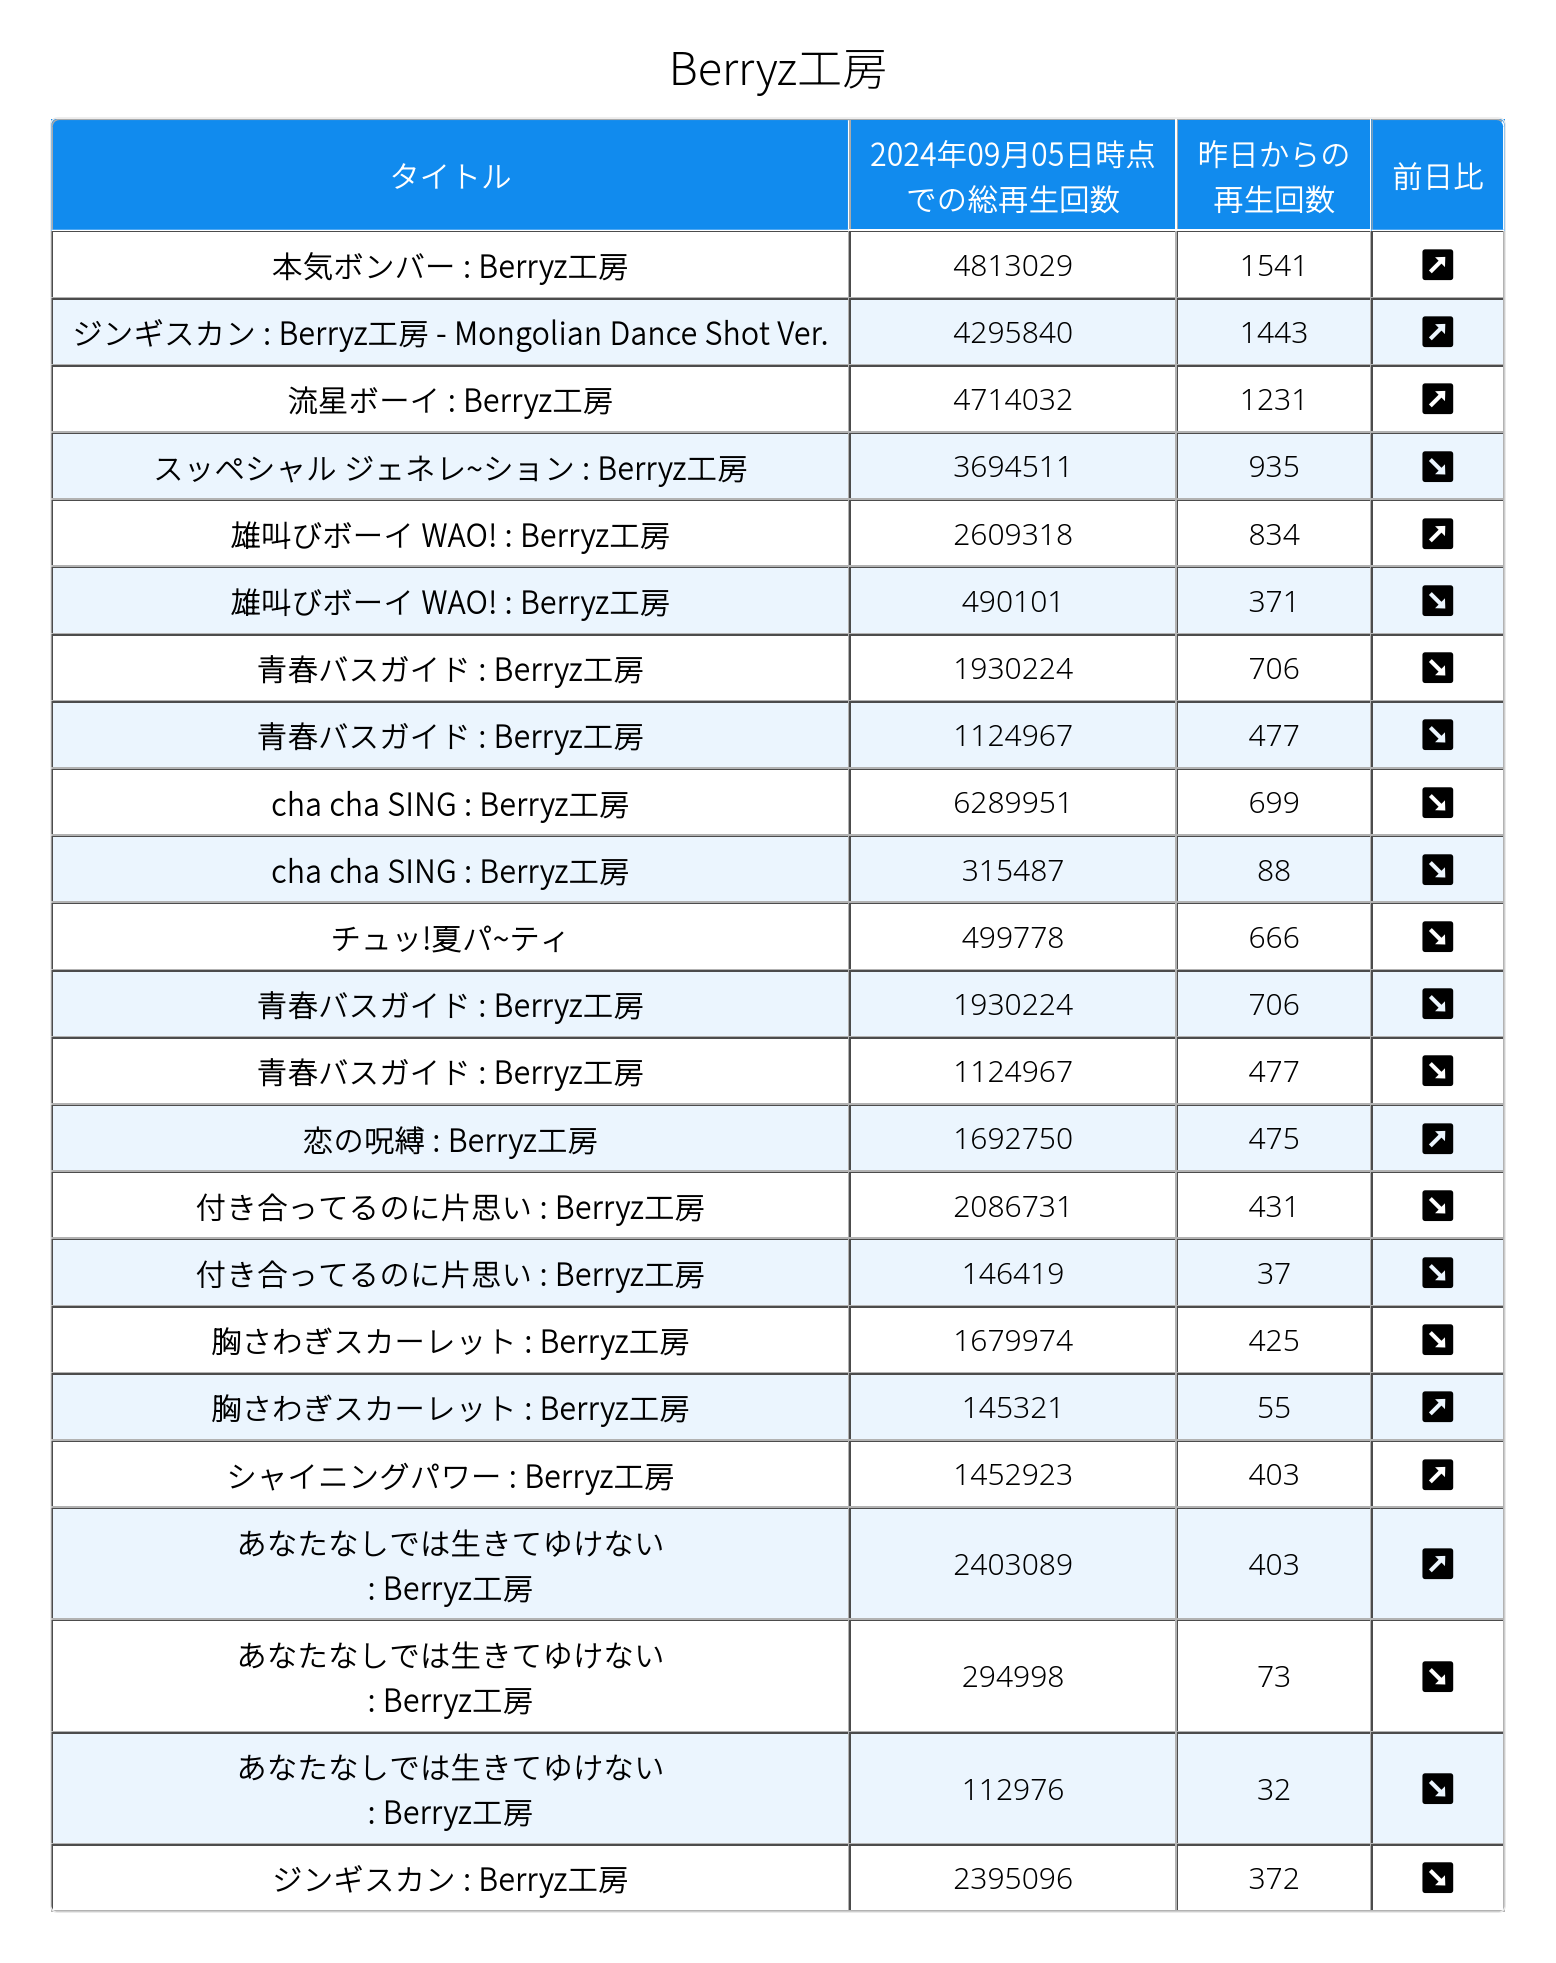 Berryz工房
タイトル 2024年09月05日時点 昨日からの 前日比
での総再生回数 再生回数
本気ボンバー : Berryz工房 4813029 1541
ジンギスカン : Berryz工房 - Mongolian Dance Shot Ver. 4295840 1443
流星ボーイ : Berryz工房 4714032 1231
スッペシャル ジェネレ~ション : Berryz工房 3694511 935
雄叫びボーイ WAO! : Berryz工房 2609318 834
雄叫びボーイ WAO! : Berryz工房 490101 371
青春バスガイド : Berryz工房 1930224 706
青春バスガイド : Berryz工房 1124967 477
cha cha SING : Berryz工房 6289951 699
cha cha SING : Berryz工房 315487 88
チュッ!夏パ~ティ 499778 666
青春バスガイド : Berryz工房 1930224 706
青春バスガイド : Berryz工房 1124967 477
恋の呪縛 : Berryz工房 1692750 475
付き合ってるのに片思い : Berryz工房 2086731 431
付き合ってるのに片思い : Berryz工房 146419 37
胸さわぎスカーレット : Berryz工房 1679974 425
胸さわぎスカーレット : Berryz工房 145321 55
シャイニングパワー : Berryz工房 1452923 403
あなたなしでは生きてゆけない
: Berryz工房 2403089 403
あなたなしでは生きてゆけない
: Berryz工房 294998 73
あなたなしでは生きてゆけない
: Berryz工房 112976 32
ジンギスカン : Berryz工房 2395096 372